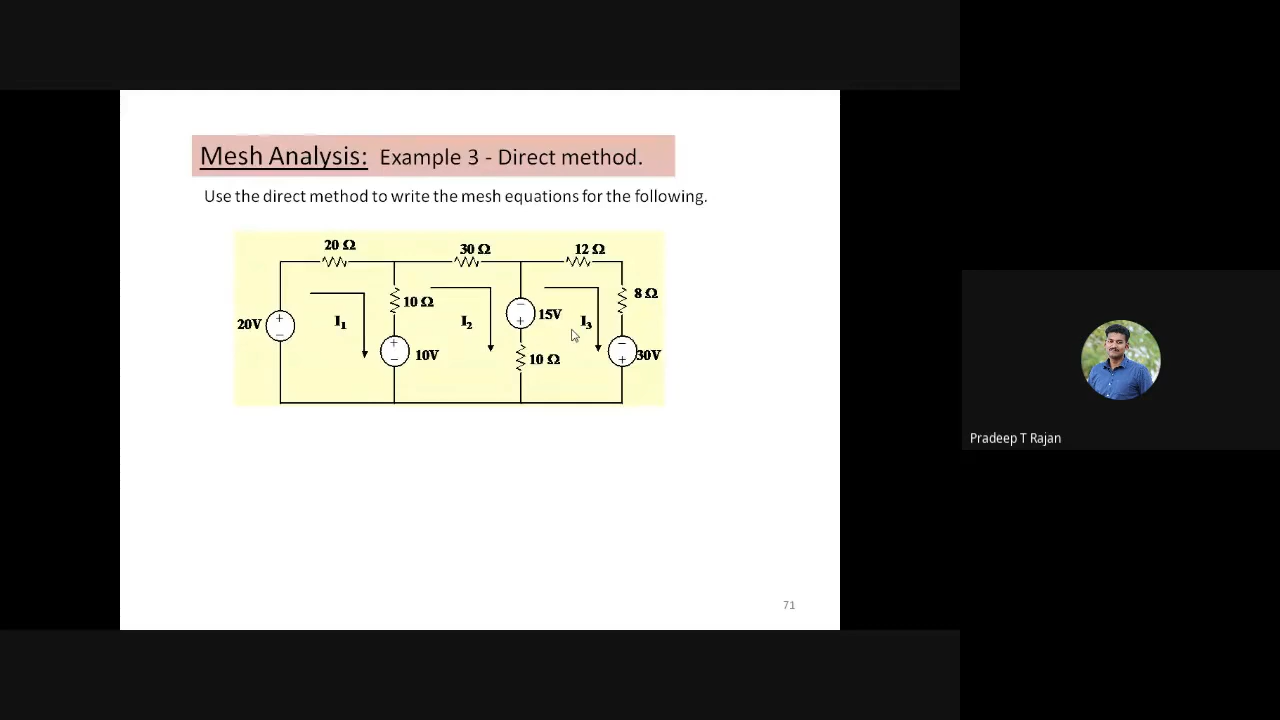 Mesh Analysis: Example 3 - Direct method.
Use the direct method to write the mesh equations for the following.
20 Ω
30 Ω
12 Ω
8 Ω
10 Ω
20V
+
−
I1
+
−
10V
I2
−
+
15V
10 Ω
I3
−
+
30V
71
Pradeep T Rajan